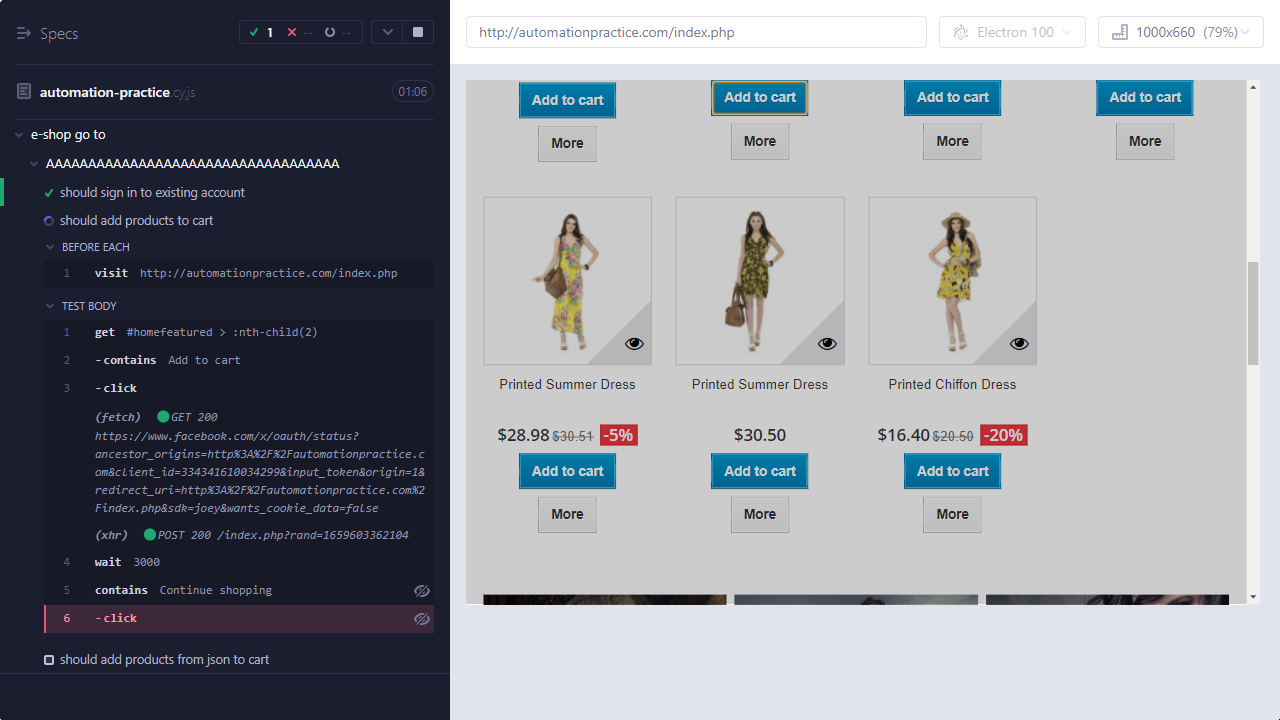 Specs
1
--
--
automation-practice.cy.js
01:06
e-shop go to
AAAAAAAAAAAAAAAAAAAAAAAAAAAAAAAAAAA
should sign in to existing account
should add products to cart
BEFORE EACH
1 visit http://automationpractice.com/index.php
TEST BODY
1 get #homefeatured > :nth-child(2)
2 -contains Add to cart
3 -click
(fetch) GET 200
https://www.facebook.com/x/oauth/status?
ancestor_origins=http%3A%2F%2Fautomationpractice.c
om&client_id=334341610034299&input_token&origin=1&
redirect_uri=http%3A%2F%2Fautomationpractice.com%2
Findex.php&sdk=joey&wants_cookie_data=false
(xhr) POST 200 /index.php?rand=1659603362104
4 wait 3000
5 contains Continue shopping
6 -click
should add products from json to cart
http://automationpractice.com/index.php
Electron 100
1000x660 (79%)
Add to cart Add to cart Add to cart Add to cart
More More More More
Printed Summer Dress Printed Summer Dress Printed Chiffon Dress
$28.98 $30.51 -5% $30.50 $16.40 $20.50 -20%
Add to cart Add to cart Add to cart
More More More